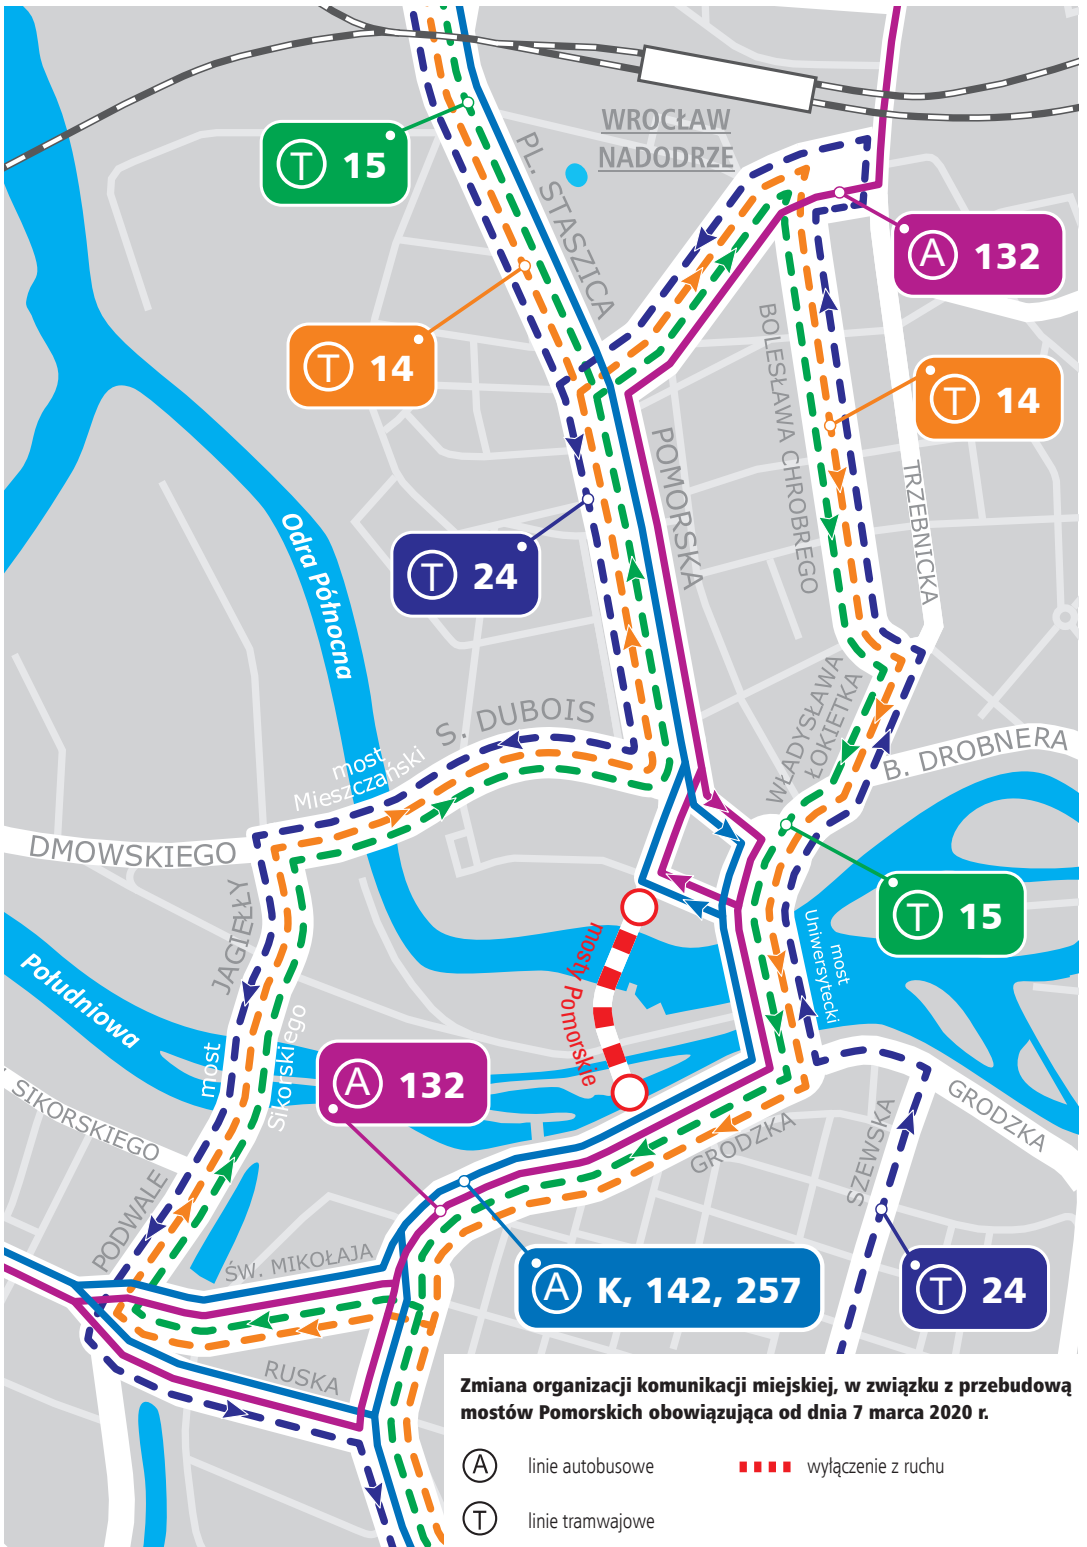 WROCŁAW
NADODRZE
PL. STASZICA
T 15
A 132
T 14
T 14
BOLESŁAWA CHROBREGO
POMORSKA
TRZEBNICKA
T 24
Odra Północna
S. DUBOIS
most
Mieszczański
WŁADYSŁAWA
ŁOKIETKA
B. DROBNERA
DMOWSKIEGO
JAGIEŁŁY
T 15
most
Uniwersytecki
mosty Pomorskie
Południowa
most
Sikorskiego
A 132
SIKORSKIEGO
GRODZKA
GRODZKA
SZEWSKA
PODWALE
ŚW. MIKOŁAJA
A K, 142, 257
T 24
RUSKA
Zmiana organizacji komunikacji miejskiej, w związku z przebudową
mostów Pomorskich obowiązująca od dnia 7 marca 2020 r.
A linie autobusowe
wyłączenie z ruchu
T linie tramwajowe